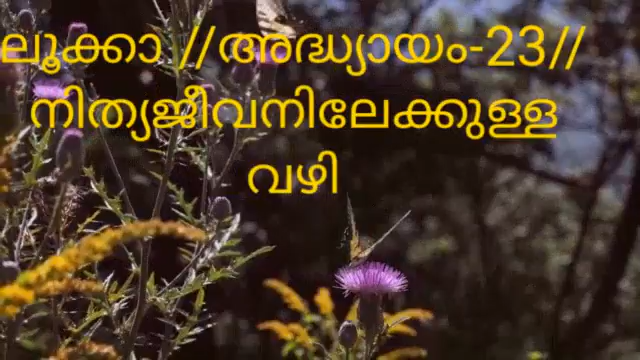 ലൂക്കാ //അദ്ധ്യായം-23//
നിത്യജീവനിലേക്കുള്ള
വഴി